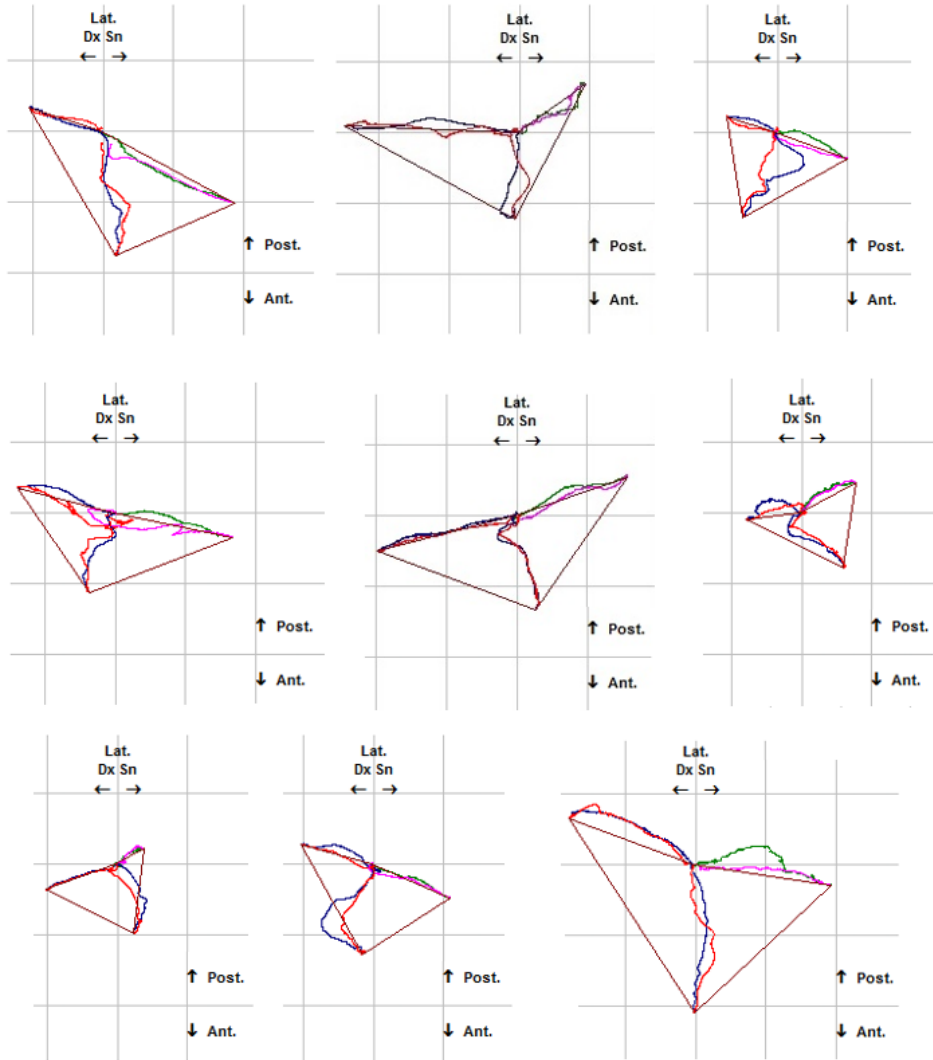 Lat.
Dx Sn
← →
↑ Post.
↓ Ant.
Lat.
Dx Sn
← →
↑ Post.
↓ Ant.
Lat.
Dx Sn
← →
↑ Post.
↓ Ant.
Lat.
Dx Sn
← →
↑ Post.
↓ Ant.
Lat.
Dx Sn
← →
↑ Post.
↓ Ant.
Lat.
Dx Sn
← →
↑ Post.
↓ Ant.
Lat.
Dx Sn
← →
↑ Post.
↓ Ant.
Lat.
Dx Sn
← →
↑ Post.
↓ Ant.
Lat.
Dx Sn
← →
↑ Post.
↓ Ant.